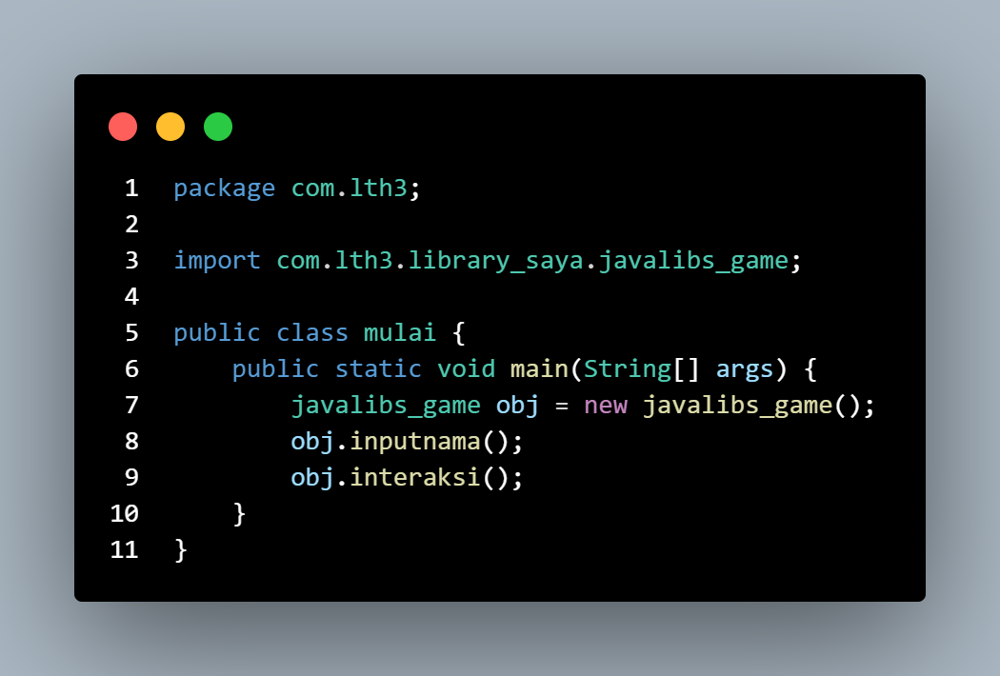 1 package com.lth3;
2
3 import com.lth3.library_saya.javalibs_game;
4
5 public class mulai {
6     public static void main(String[] args) {
7         javalibs_game obj = new javalibs_game();
8         obj.inputnama();
9         obj.interaksi();
10     }
11 }